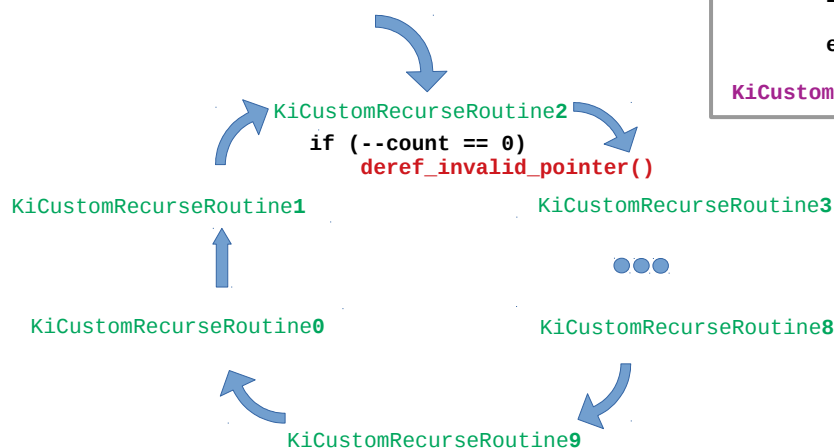 e
KiCustom
KiCustomRecurseRoutine2
if (--count == 0)
deref_invalid_pointer()
KiCustomRecurseRoutine1
KiCustomRecurseRoutine3
KiCustomRecurseRoutine0
KiCustomRecurseRoutine8
KiCustomRecurseRoutine9